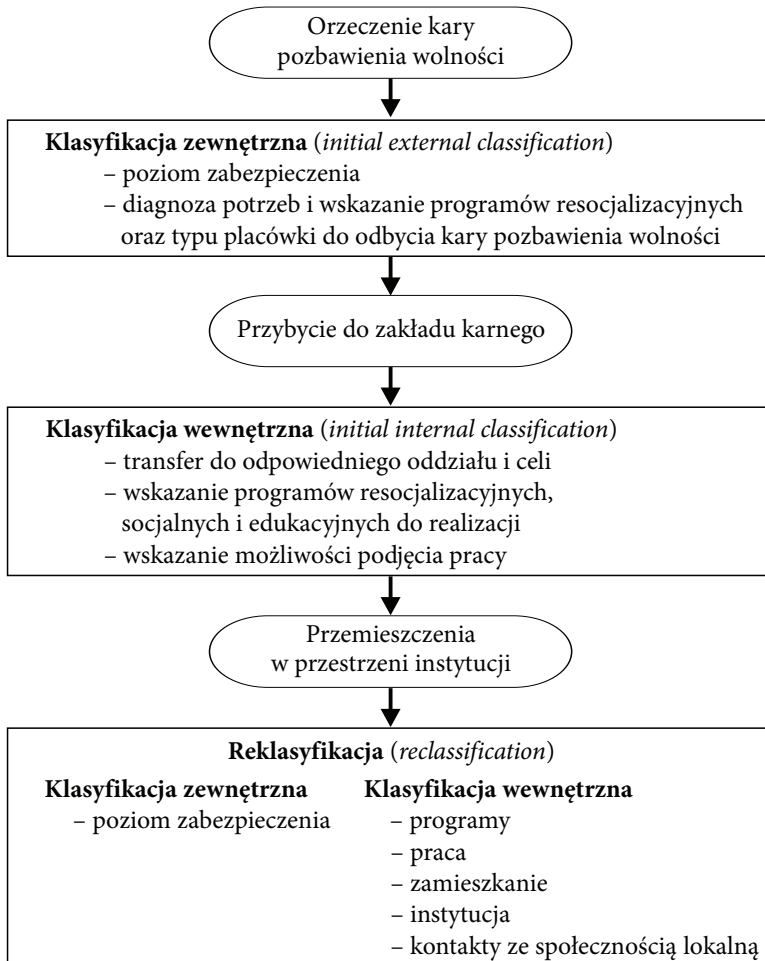 Orzeczenie kary
pozbawienia wolności
Klasyfikacja zewnętrzna (initial external classification)
– poziom zabezpieczenia
– diagnoza potrzeb i wskazanie programów resocjalizacyjnych
oraz typu placówki do odbycia kary pozbawienia wolności
Przybycie do zakładu karnego
Klasyfikacja wewnętrzna (initial internal classification)
– transfer do odpowiedniego oddziału i celi
– wskazanie programów resocjalizacyjnych,
socjalnych i edukacyjnych do realizacji
– wskazanie możliwości podjęcia pracy
Przemieszczenia
w przestrzeni instytucji
Reklasyfikacja (reclassification)
Klasyfikacja zewnętrzna
– poziom zabezpieczenia
Klasyfikacja wewnętrzna
– programy
– praca
– zamieszkanie
– instytucja
– kontakty ze społecznością lokalną